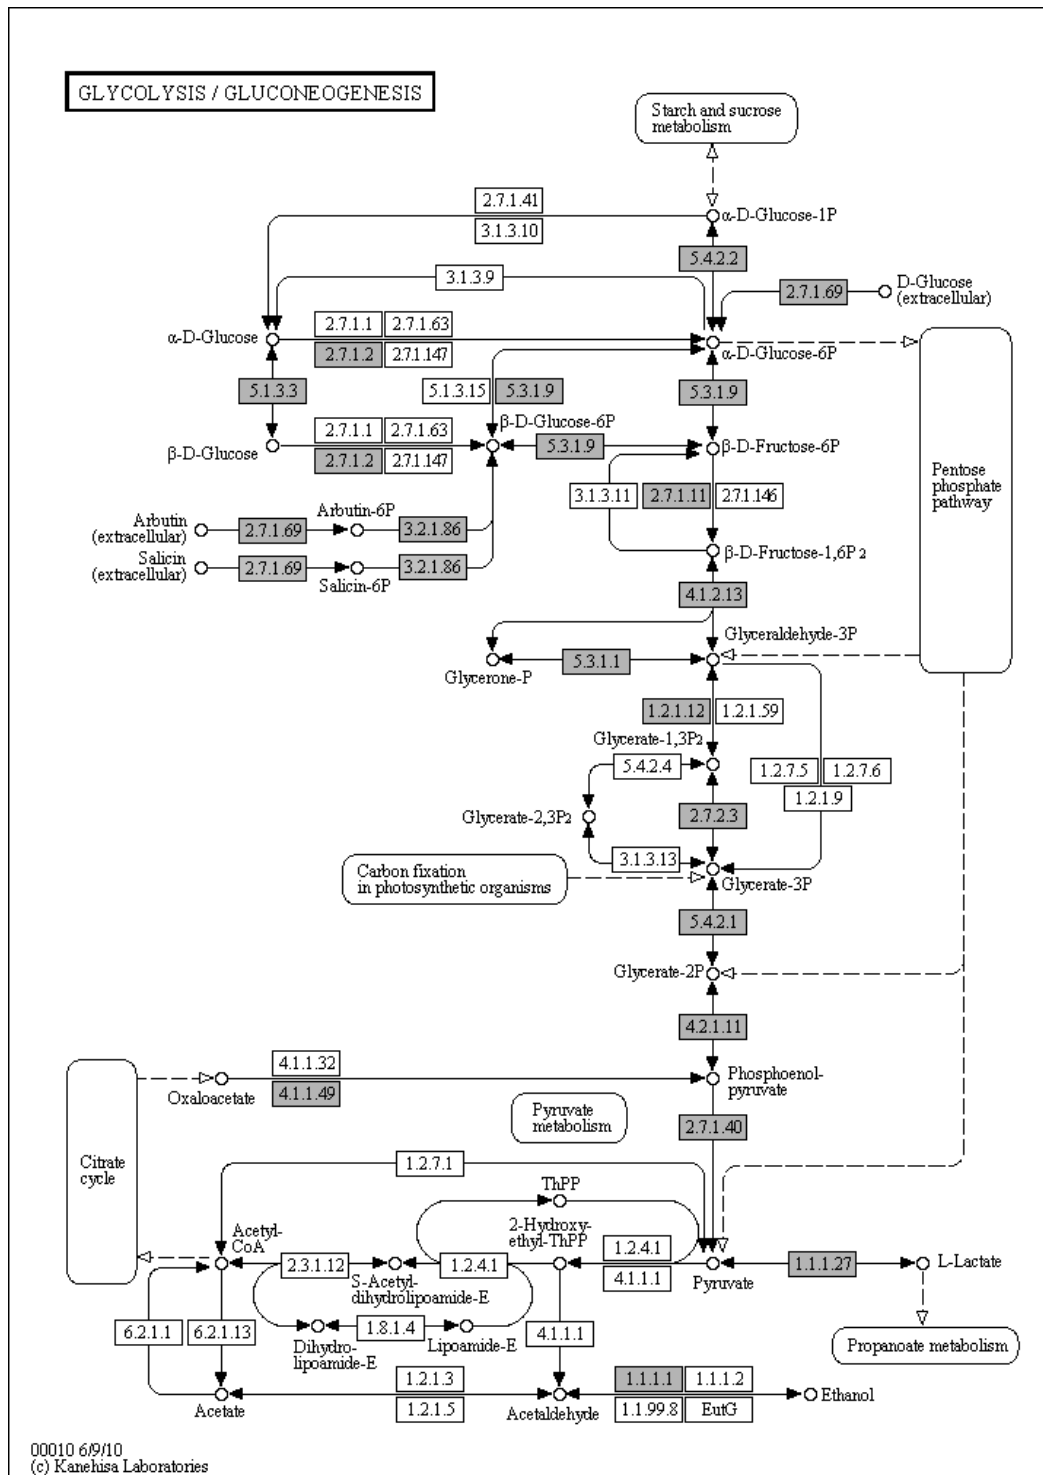 GLYCOLYSIS / GLUCONEOGENESIS
Starch and sucrose
metabolism
2.7.1.41
3.1.3.10
α-D-Glucose-1P
5.4.2.2
3.1.3.9
2.7.1.69
D-Glucose
(extracellular)
α-D-Glucose
2.7.1.1
2.7.1.63
2.7.1.2
2.7.1.147
α-D-Glucose-6P
5.1.3.3
5.1.3.15
5.3.1.9
5.3.1.9
β-D-Glucose
2.7.1.1
2.7.1.63
2.7.1.2
2.7.1.147
β-D-Glucose-6P
5.3.1.9
β-D-Fructose-6P
Pentose
phosphate
pathway
3.1.3.11
2.7.1.11
2.7.1.146
Arbutin
(extracellular)
2.7.1.69
Arbutin-6P
3.2.1.86
Salicin
(extracellular)
2.7.1.69
Salicin-6P
3.2.1.86
β-D-Fructose-1,6P2
4.1.2.13
Glyceraldehyde-3P
Glycerone-P
5.3.1.1
1.2.1.12
1.2.1.59
Glycerate-1,3P2
5.4.2.4
1.2.7.5
1.2.7.6
1.2.1.9
Glycerate-2,3P2
2.7.2.3
3.1.3.13
Carbon fixation
in photosynthetic organisms
Glycerate-3P
5.4.2.1
Glycerate-2P
4.2.1.11
4.1.1.32
Oxaloacetate
4.1.1.49
Phosphoenol-
pyruvate
Pyruvate
metabolism
2.7.1.40
Citrate
cycle
1.2.7.1
ThPP
2-Hydroxy-
ethyl-ThPP
Acetyl-
CoA
2.3.1.12
S-Acetyl-
dihydrolipoamide-E
1.2.4.1
1.2.4.1
4.1.1.1
Pyruvate
1.1.1.27
L-Lactate
6.2.1.1
6.2.1.13
Dihydro-
lipoamide-E
1.8.1.4
Lipoamide-E
4.1.1.1
Propanoate metabolism
Acetate
1.2.1.3
1.2.1.5
Acetaldehyde
1.1.1.1
1.1.1.2
1.1.99.8
EutG
Ethanol
00010 6/9/10
(c) Kanehisa Laboratories